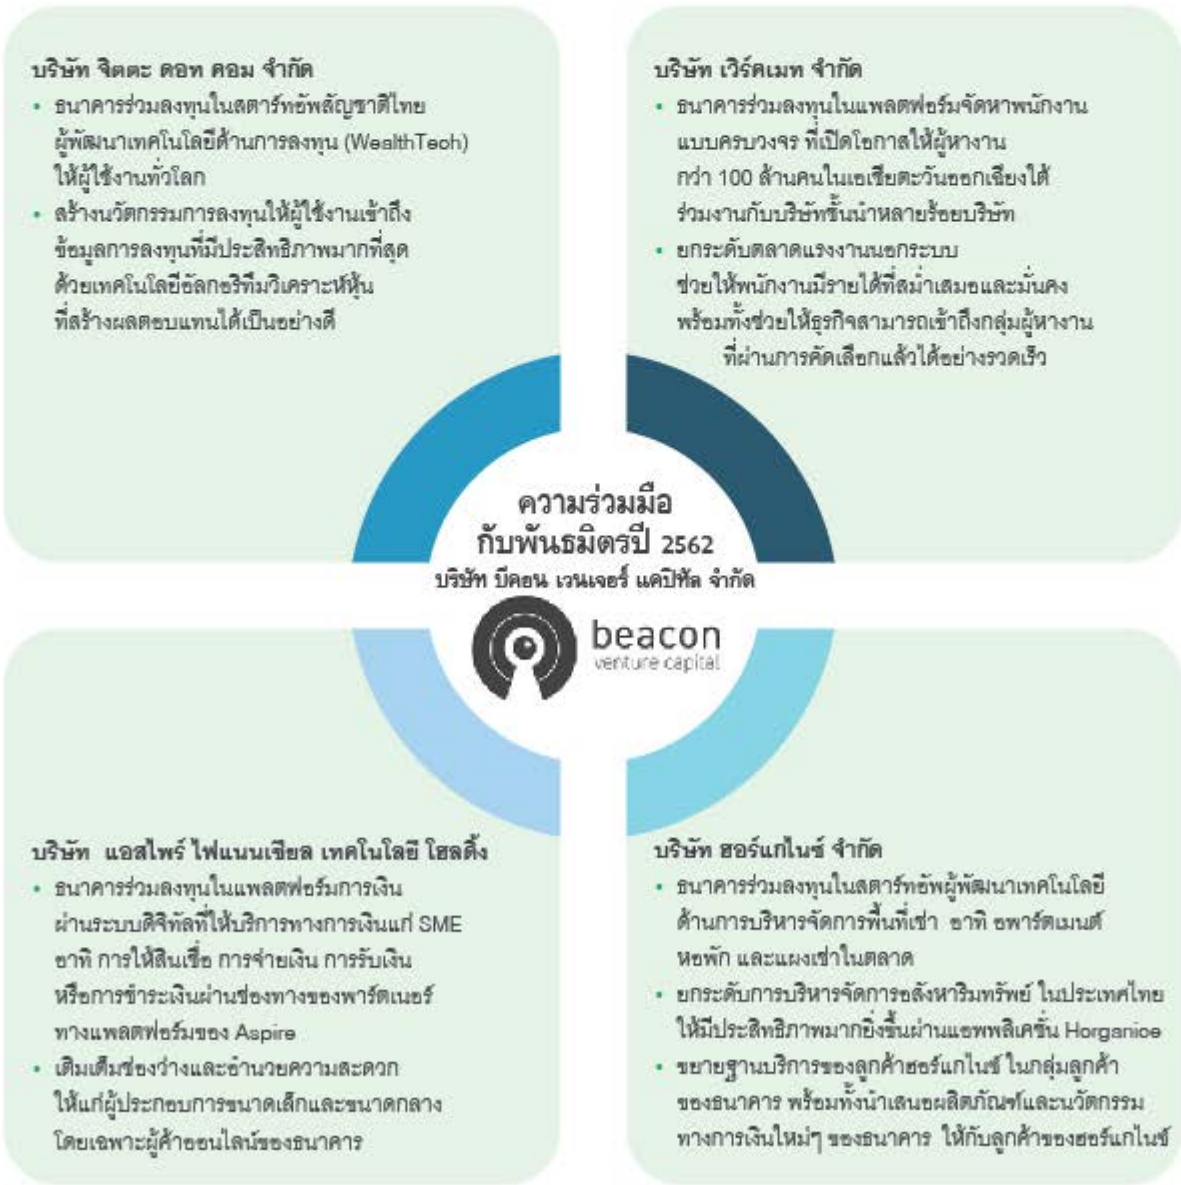 บริษัท จิตตะ ดอท คอม จำกัด
• ธนาคารร่วมลงทุนในสตาร์ทอัพสัญชาติไทย
ผู้พัฒนาเทคโนโลยีด้านการลงทุน (WealthTech)
ให้ผู้ใช้งานทั่วโลก
• สร้างนวัตกรรมการลงทุนให้ผู้ใช้งานเข้าถึง
ข้อมูลการลงทุนที่มีประสิทธิภาพมากที่สุด
ด้วยเทคโนโลยีอัลกอริทึมวิเคราะห์หุ้น
ที่สร้างผลตอบแทนได้เป็นอย่างดี
บริษัท เวิร์คเมท จำกัด
• ธนาคารร่วมลงทุนในแพลตฟอร์มจัดหาพนักงาน
แบบครบวงจร ที่เปิดโอกาสให้ผู้หางาน
กว่า 100 ล้านคนในเอเชียตะวันออกเฉียงใต้
ร่วมงานกับบริษัทชั้นนำหลายร้อยบริษัท
• ยกระดับตลาดแรงงานนอกระบบ
ช่วยให้พนักงานมีรายได้ที่สม่ำเสมอและมั่นคง
พร้อมทั้งช่วยให้ธุรกิจสามารถเข้าถึงกลุ่มผู้หางาน
ที่ผ่านการคัดเลือกแล้วได้อย่างรวดเร็ว
ความร่วมมือ
กับพันธมิตรปี 2562
บริษัท บีคอน เวนเจอร์ แคปิทัล จำกัด
beacon
venture capital
บริษัท แอสไพร์ ไฟแนนเชียล เทคโนโลยี โฮลดิ้ง
• ธนาคารร่วมลงทุนในแพลตฟอร์มการเงิน
ผ่านระบบดิจิทัลที่ให้บริการทางการเงินแก่ SME
อาทิ การให้สินเชื่อ การจ่ายเงิน การรับเงิน
หรือการชำระเงินผ่านช่องทางของพาร์ตเนอร์
ทางแพลตฟอร์มของ Aspire
• เติมเต็มช่องว่างและอำนวยความสะดวก
ให้แก่ผู้ประกอบการขนาดเล็กและขนาดกลาง
โดยเฉพาะผู้ค้าออนไลน์ของธนาคาร
บริษัท ฮอร์แกไนซ์ จำกัด
• ธนาคารร่วมลงทุนในสตาร์ทอัพผู้พัฒนาเทคโนโลยี
ด้านการบริหารจัดการพื้นที่เช่า อาทิ อพาร์ตเมนต์
หอพัก และแผงเช่าในตลาด
• ยกระดับการบริหารจัดการอสังหาริมทรัพย์ ในประเทศไทย
ให้มีประสิทธิภาพมากยิ่งขึ้นผ่านแอพพลิเคชั่น Horganice
• ขยายฐานบริการของลูกค้าฮอร์แกไนซ์ ในกลุ่มลูกค้า
ของธนาคาร พร้อมทั้งนำเสนอผลิตภัณฑ์และนวัตกรรม
ทางการเงินใหม่ๆ ของธนาคาร ให้กับลูกค้าของฮอร์แกไนซ์